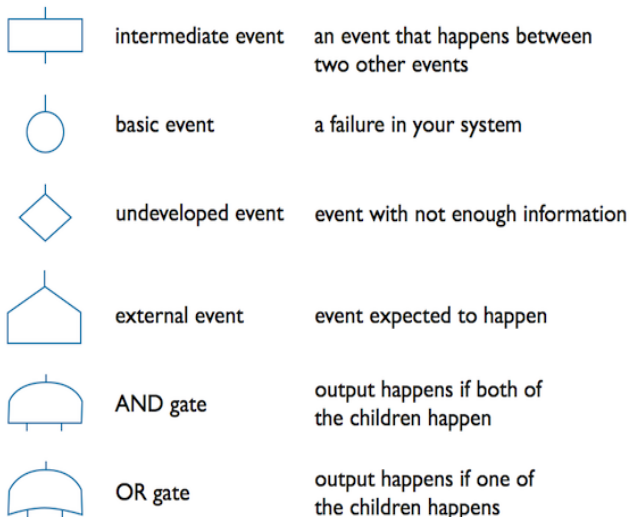 intermediate event an event that happens between
two other events
basic event a failure in your system
undeveloped event event with not enough information
external event event expected to happen
AND gate output happens if both of
the children happen
OR gate output happens if one of
the children happens